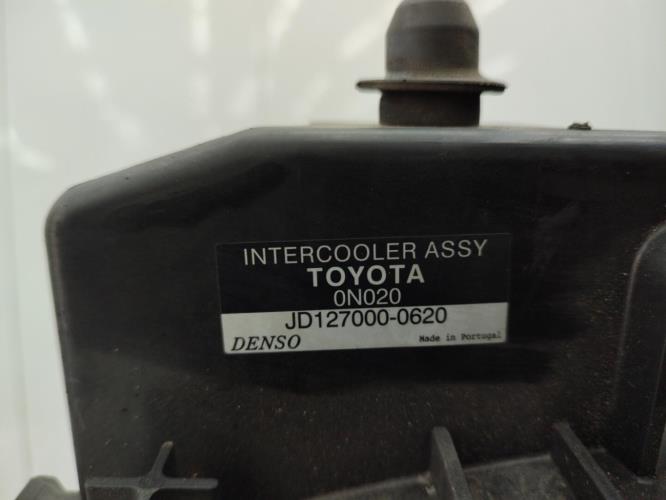 INTERCOOLER ASSY
TOYOTA
0N020
JD127000-0620
DENSO Made in Portugal